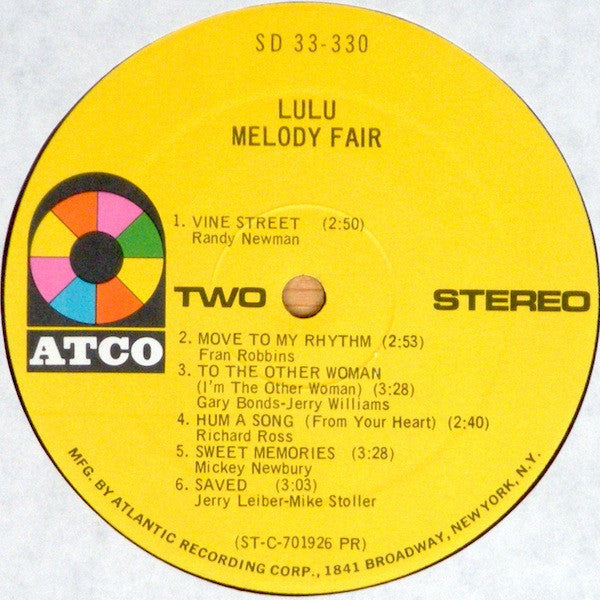 SD 33-330
LULU
MELODY FAIR
1. VINE STREET (2:50)
Randy Newman
ATCO
TWO
STEREO
2. MOVE TO MY RHYTHM (2:53)
Fran Robbins
3. TO THE OTHER WOMAN
(I'm The Other Woman) (3:28)
Gary Bonds-Jerry Williams
4. HUM A SONG (From Your Heart) (2:40)
Richard Ross
5. SWEET MEMORIES (3:28)
Mickey Newbury
6. SAVED (3:03)
Jerry Leiber-Mike Stoller
(ST-C-701926 PR)
MFG. BY ATLANTIC RECORDING CORP., 1841 BROADWAY, NEW YORK, N.Y.